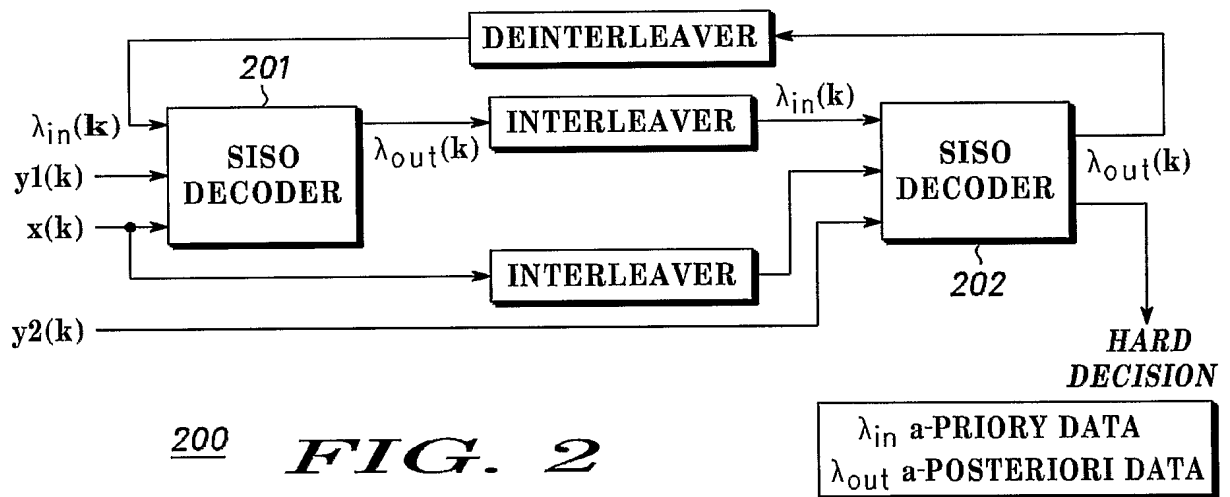 DEINTERLEAVER
201
λin(k)
INTERLEAVER
λin(k)
SISO
DECODER
λout(k)
SISO
DECODER
λout(k)
y1(k)
x(k)
INTERLEAVER
202
y2(k)
HARD
DECISION
200
FIG. 2
λin a-PRIORY DATA
λout a-POSTERIORI DATA